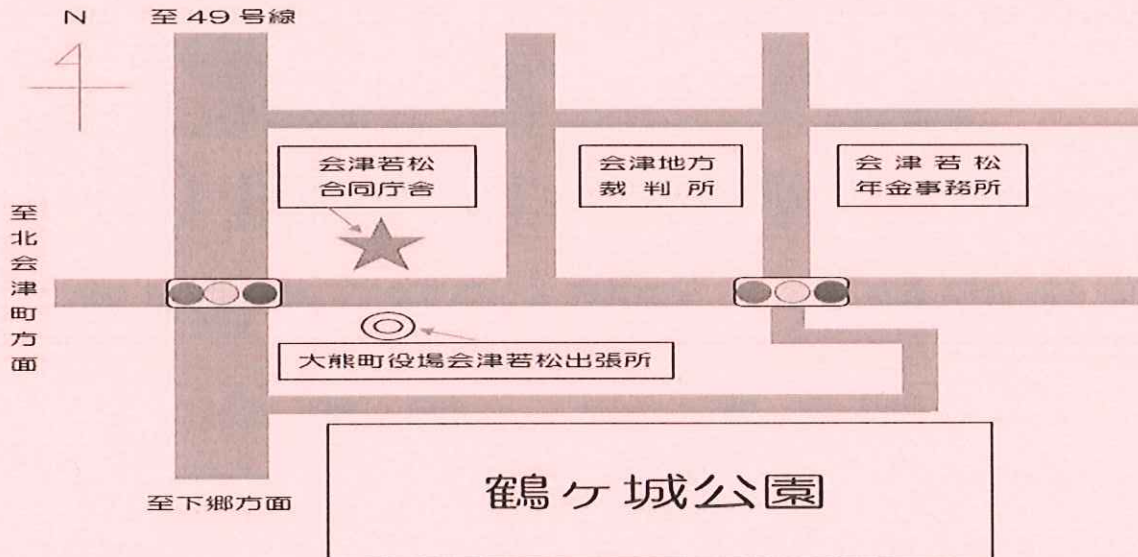 N
至 49 号線
会津若松
合同庁舎
会津地方
裁 判 所
会 津 若 松
年金事務所
至北会津町方面
大熊町役場会津若松出張所
至下郷方面
鶴ヶ城公園